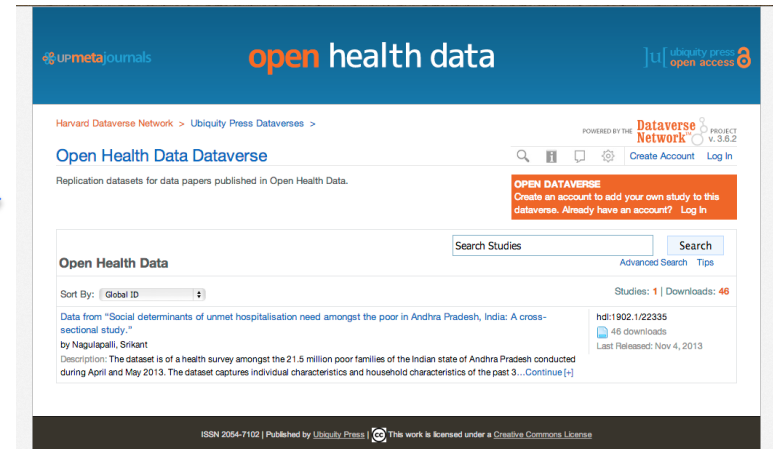 upmetajournals
open health data
]u[ ubiquity press
open access
Harvard Dataverse Network > Ubiquity Press Dataverses >
POWERED BY THE Dataverse Network™ PROJECT
v. 3.6.2
Open Health Data Dataverse
Create Account Log In
Replication datasets for data papers published in Open Health Data.
OPEN DATAVERSE
Create an account to add your own study to this
dataverse. Already have an account? Log In
Search Studies Search
Open Health Data
Advanced Search Tips
Sort By: Global ID
Studies: 1 | Downloads: 46
Data from "Social determinants of unmet hospitalisation need amongst the poor in Andhra Pradesh, India: A cross-
sectional study."
by Nagulapalli, Srikant
Description: The dataset is of a health survey amongst the 21.5 million poor families of the Indian state of Andhra Pradesh conducted
during April and May 2013. The dataset captures individual characteristics and household characteristics of the past 3...Continue [+]
hdl:1902.1/22335
46 downloads
Last Released: Nov 4, 2013
ISSN 2054-7102 | Published by Ubiquity Press | cc This work is licensed under a Creative Commons License